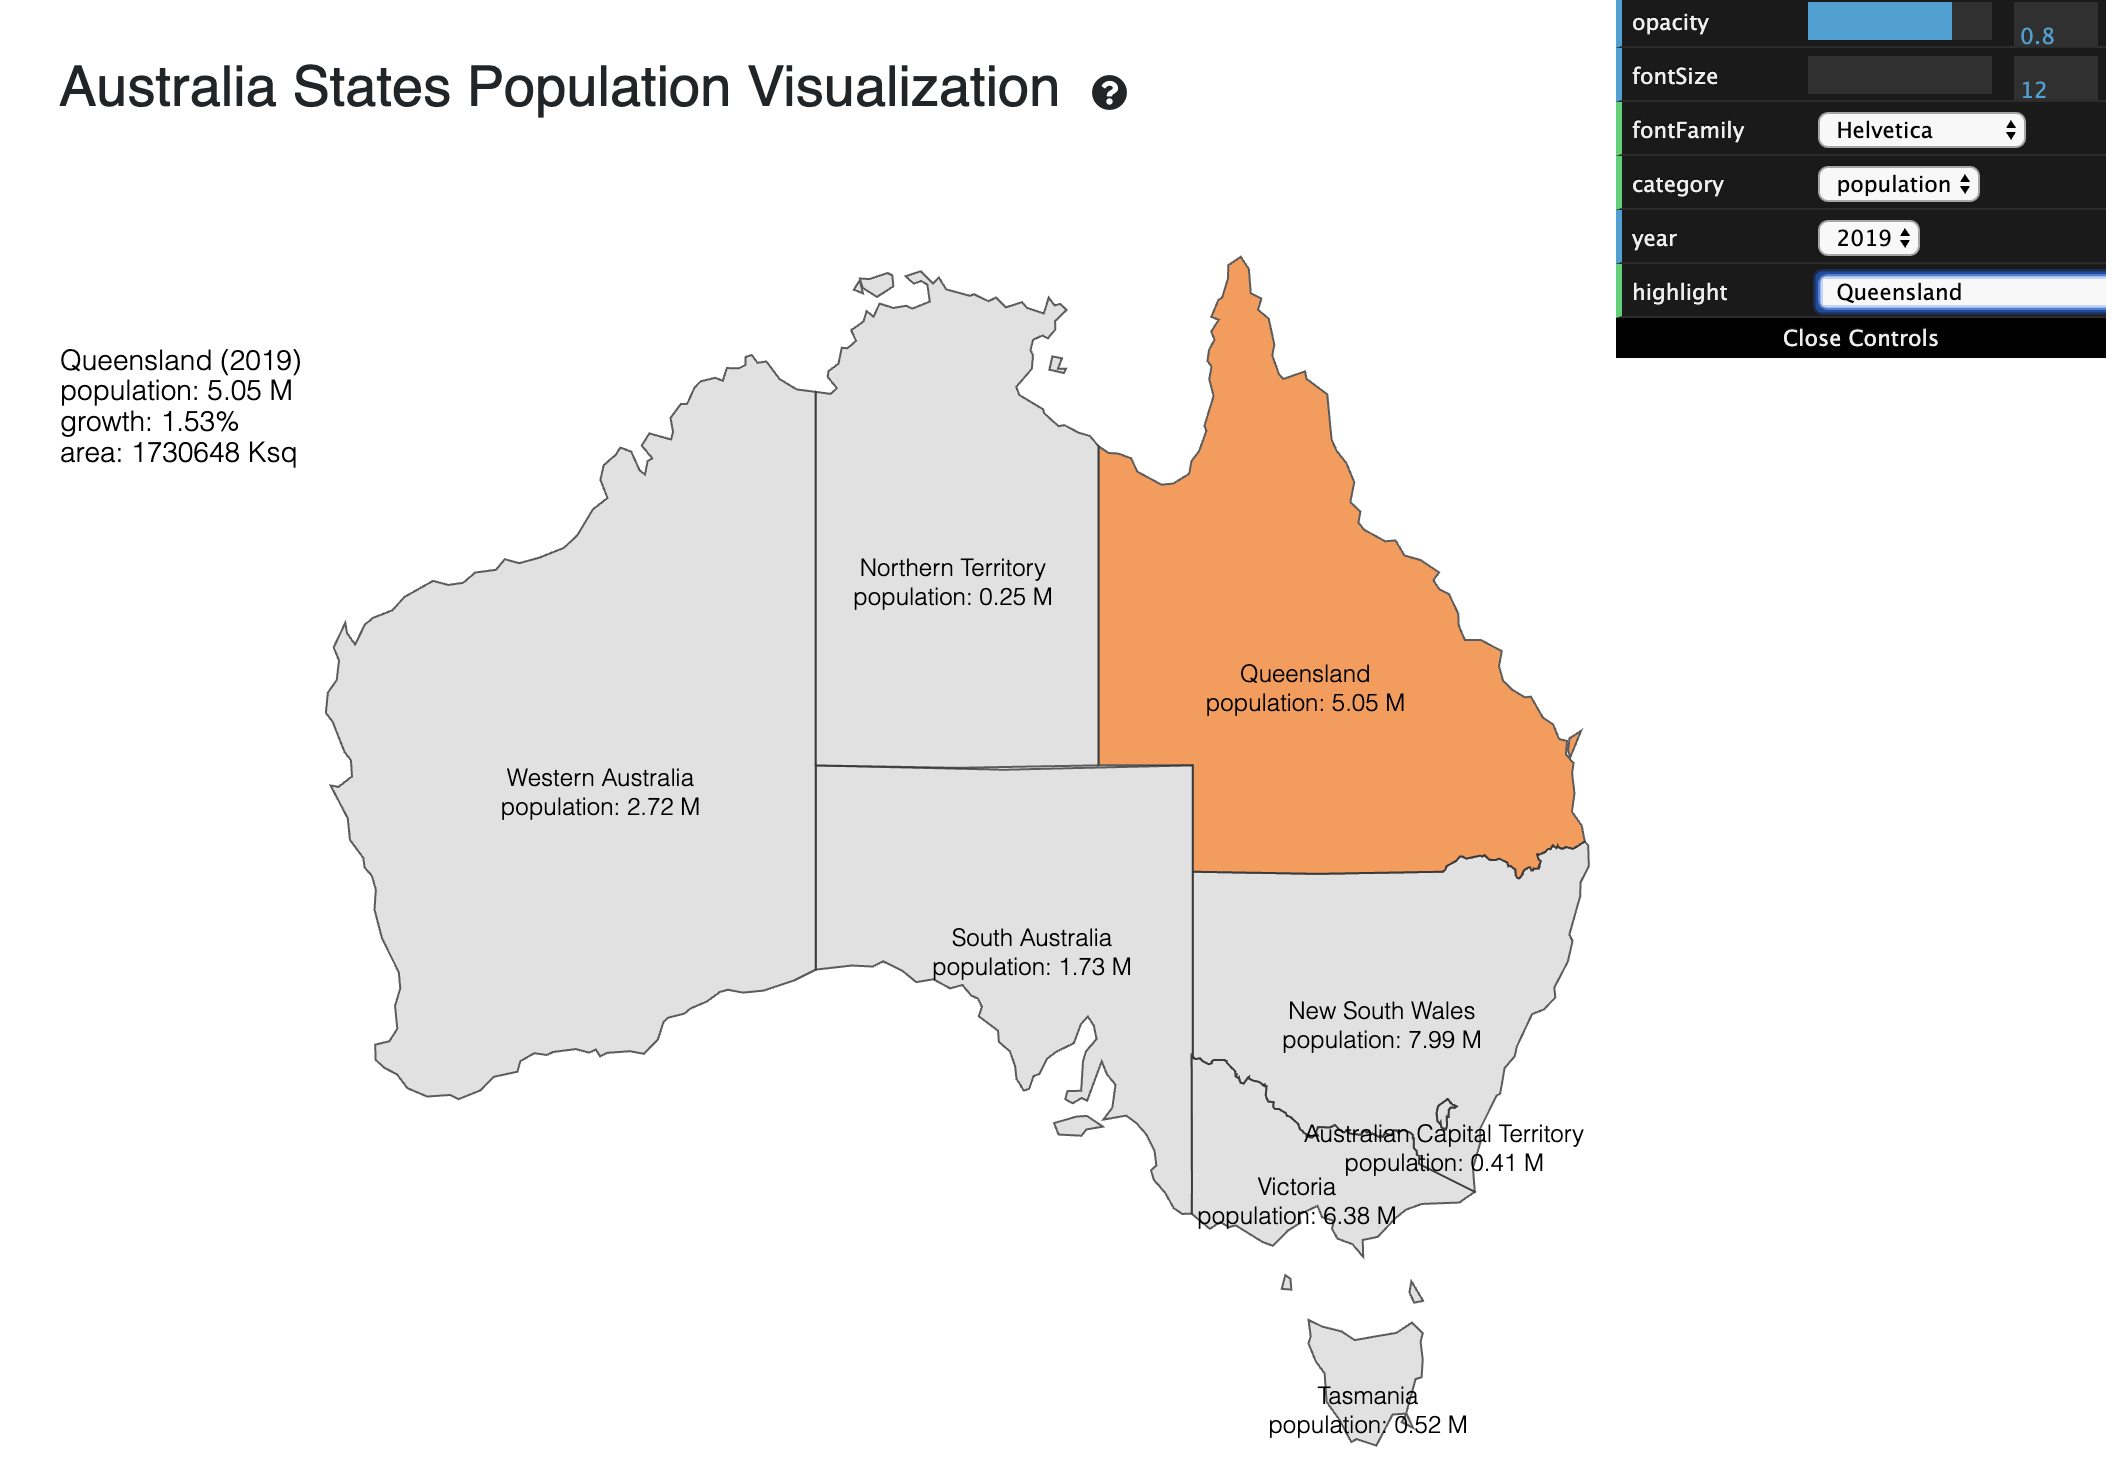 Australia States Population Visualization ?
opacity 0.8
fontSize 12
fontFamily Helvetica
category population
year 2019
highlight Queensland
Close Controls
Queensland (2019)
population: 5.05 M
growth: 1.53%
area: 1730648 Ksq
Northern Territory
population: 0.25 M
Queensland
population: 5.05 M
Western Australia
population: 2.72 M
South Australia
population: 1.73 M
New South Wales
population: 7.99 M
Australian Capital Territory
population: 0.41 M
Victoria
population: 6.38 M
Tasmania
population: 0.52 M